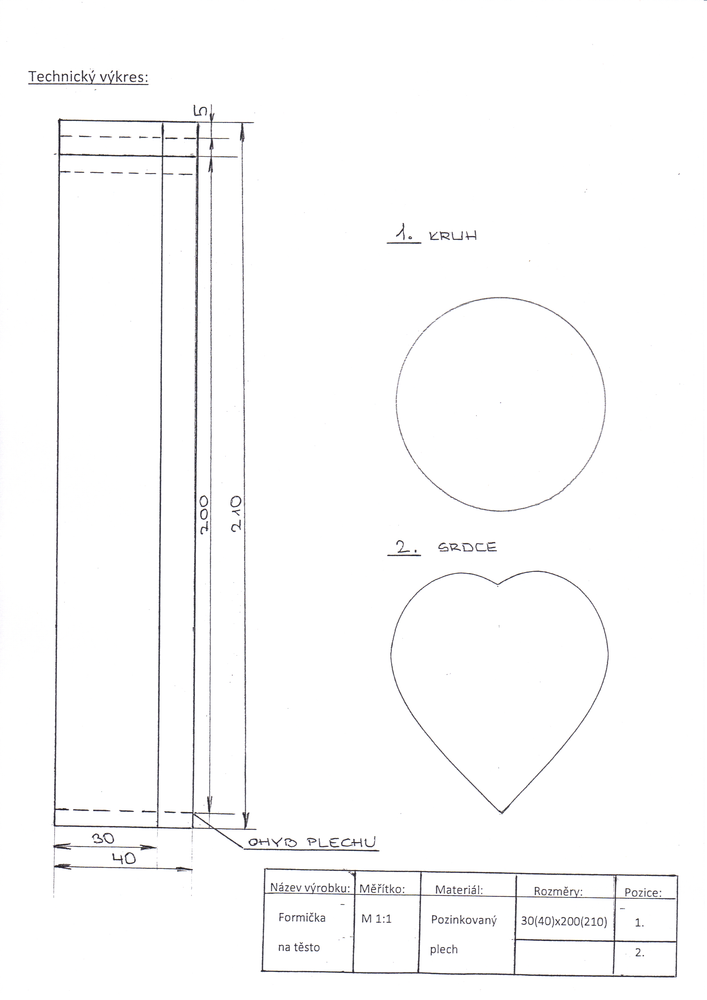 Technický výkres:
5
1. KRUH
200
210
2. SRDCE
30
40
OHYB PLECHU
Název výrobku: Měřítko: Materiál: Rozměry: Pozice:
Formička M 1:1 Pozinkovaný 30(40)x200(210) 1.
na těsto plech 2.